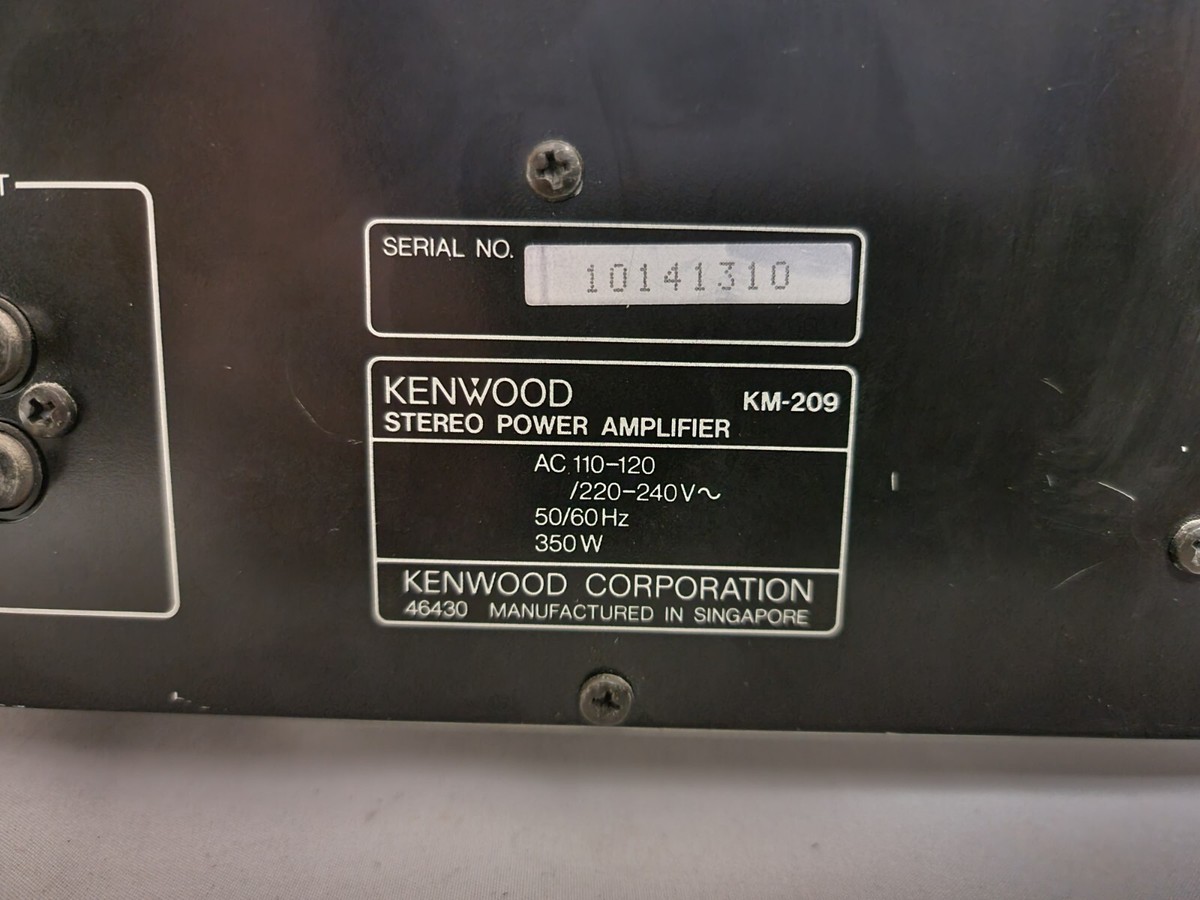 T
SERIAL NO. 10141310
KENWOOD KM-209
STEREO POWER AMPLIFIER
AC 110-120
/220-240V~
50/60Hz
350W
KENWOOD CORPORATION
46430 MANUFACTURED IN SINGAPORE